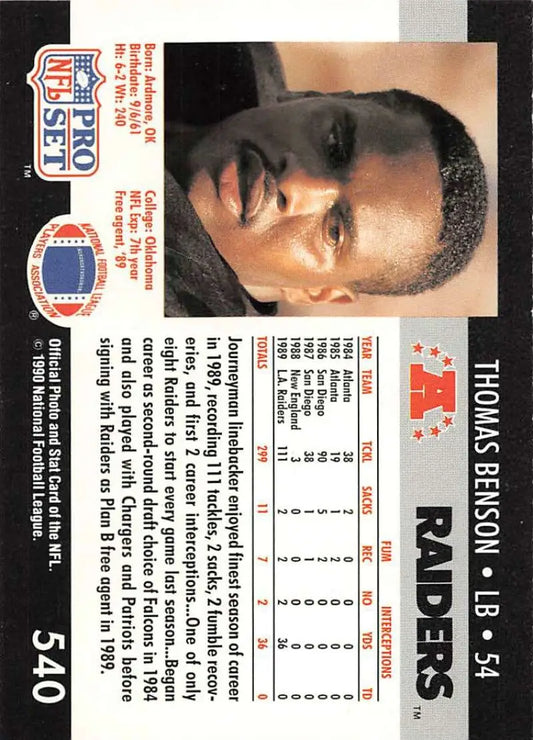 THOMAS BENSON • LB • 54
A RAIDERS™
FUM INTERCEPTIONS
YEAR TEAM TCKL SACKS REC NO YDS TD
1984 Atlanta 38 2 0 0 0 0
1985 Atlanta 19 1 2 0 0 0
1986 San Diego 90 5 2 0 0 0
1987 San Diego 38 1 1 0 0 0
1988 New England 3 0 0 0 0 0
1989 L.A. Raiders 111 2 2 2 36 0
TOTALS 299 11 7 2 36 0
Journeyman linebacker enjoyed finest season of career
in 1989, recording 111 tackles, 2 sacks, 2 fumble recov-
eries, and first 2 career interceptions...One of only
eight Raiders to start every game last season...Began
career as second-round draft choice of Falcons in 1984
and also played with Chargers and Patriots before
signing with Raiders as Plan B free agent in 1989.
Born: Ardmore, OK
Birthdate: 9/6/61
Ht: 6-2 Wt: 240
College: Oklahoma
NFL Exp: 7th year
Free agent, '89
NFL PRO SET ™
NATIONAL FOOTBALL LEAGUE
PLAYERS ASSOCIATION ®
Official Photo and Stat Card of the NFL.
© 1990 National Football League.
540